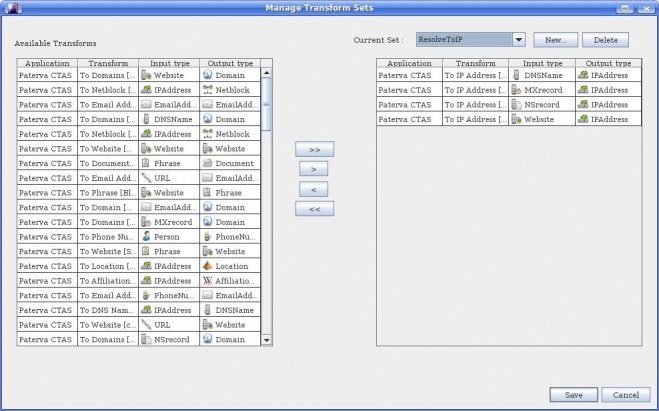 Manage Transform Sets
Available Transforms
Current Set : ResolveToIP New... Delete
Application Transform Input type Output type
Paterva CTAS To Domains [... Website Domain
Paterva CTAS To Netblock [... IPAddress Netblock
Paterva CTAS To Email Add... EmailAdd... EmailAdd...
Paterva CTAS To Domains [... DNSName Domain
Paterva CTAS To Netblock [... IPAddress Netblock
Paterva CTAS To Website [... Website Website
Paterva CTAS To Document... Phrase Document
Paterva CTAS To Email Add... URL EmailAdd...
Paterva CTAS To Phrase [Bl... Website Phrase
Paterva CTAS To Domain [... EmailAdd... Domain
Paterva CTAS To Domains [... MXrecord Domain
Paterva CTAS To Phone Nu... Person PhoneNu...
Paterva CTAS To Website [S... Phrase Website
Paterva CTAS To Location [... IPAddress Location
Paterva CTAS To Affiliation... IPAddress Affiliatio...
Paterva CTAS To Email Add... PhoneNu... EmailAdd...
Paterva CTAS To DNS Nam... IPAddress DNSName
Paterva CTAS To Website [c... URL Website
Paterva CTAS To Domains [... NSrecord Domain
>>
>
<
<<
Application Transform Input type Output type
Paterva CTAS To IP Address [... DNSName IPAddress
Paterva CTAS To IP Address [... MXrecord IPAddress
Paterva CTAS To IP Address [... NSrecord IPAddress
Paterva CTAS To IP Address [... Website IPAddress
Save Cancel